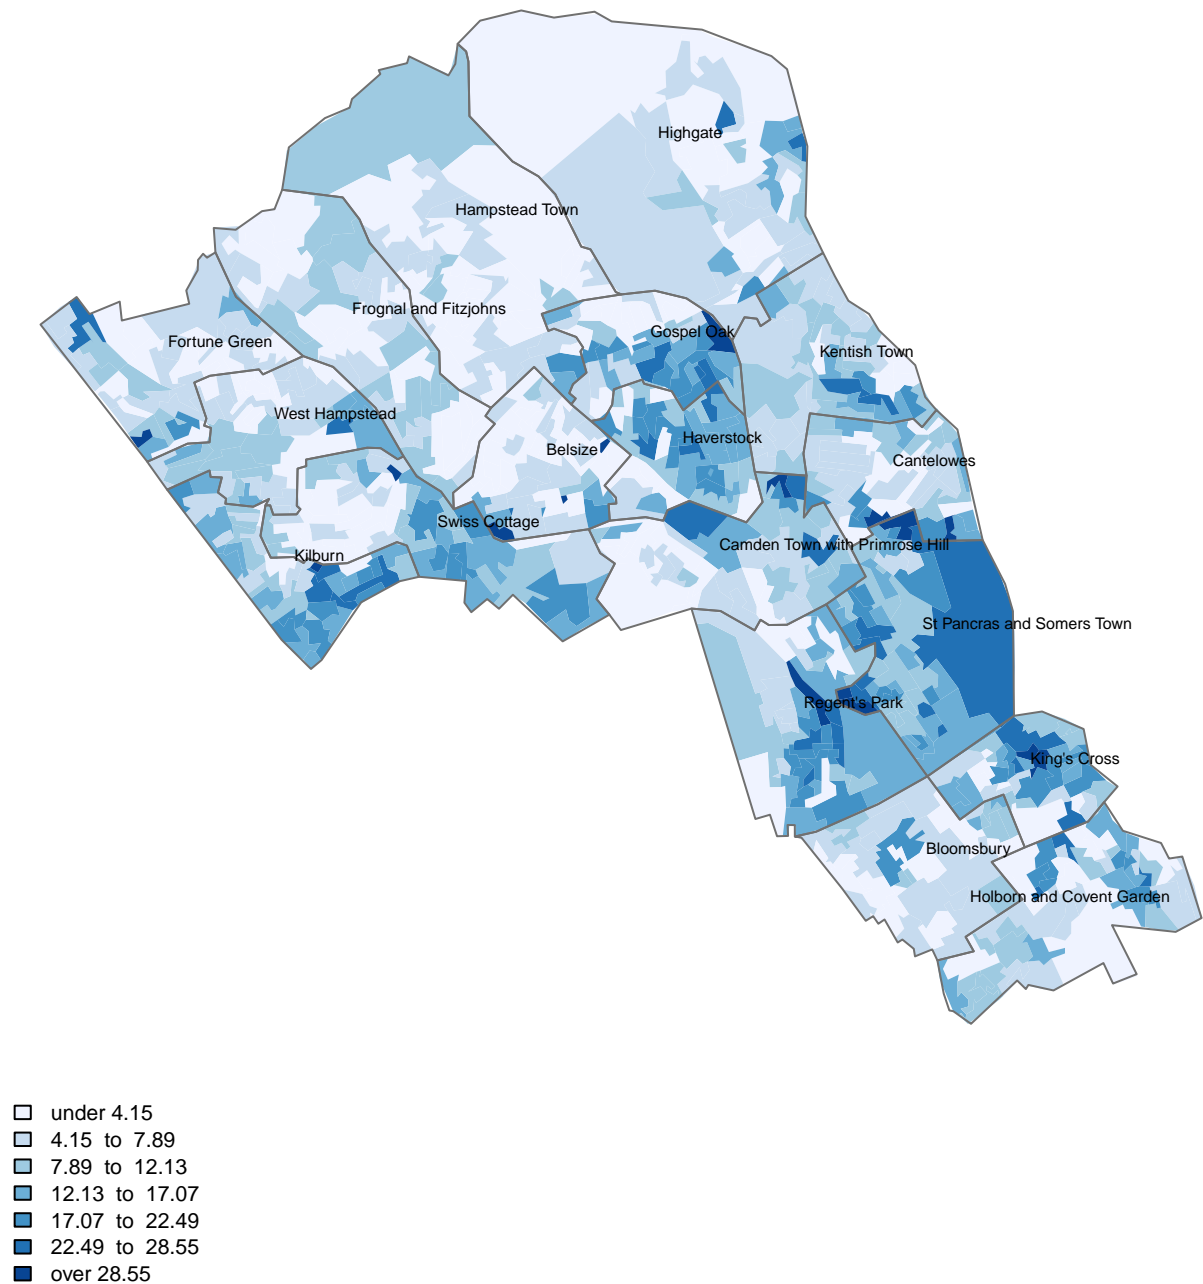 Highgate
Hampstead Town
Frognal and Fitzjohns
Gospel Oak
Fortune Green
Kentish Town
West Hampstead
Haverstock
Belsize
Cantelowes
Swiss Cottage
Camden Town with Primrose Hill
Kilburn
St Pancras and Somers Town
Regent's Park
King's Cross
Bloomsbury
Holborn and Covent Garden
under 4.15
4.15 to 7.89
7.89 to 12.13
12.13 to 17.07
17.07 to 22.49
22.49 to 28.55
over 28.55